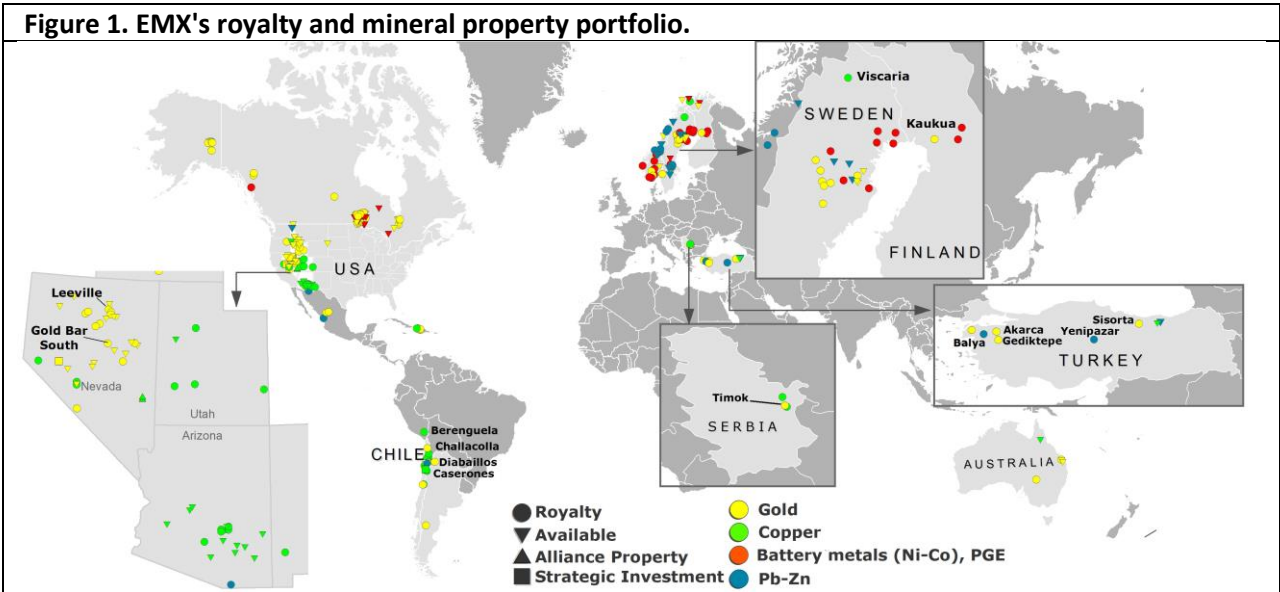 Figure 1. EMX's royalty and mineral property portfolio.
Viscaria
SWEDEN
Kaukua
FINLAND
USA
Leeville
Gold Bar
South
Nevada
Utah
Arizona
Sisorta
Akarca
Yenipazar
Balya
Gediktepe
TURKEY
Timok
SERBIA
Berenguela
Challacolla
CHILE
Diabaillos
Caserones
AUSTRALIA
Royalty
Available
Alliance Property
Strategic Investment
Gold
Copper
Battery metals (Ni-Co), PGE
Pb-Zn